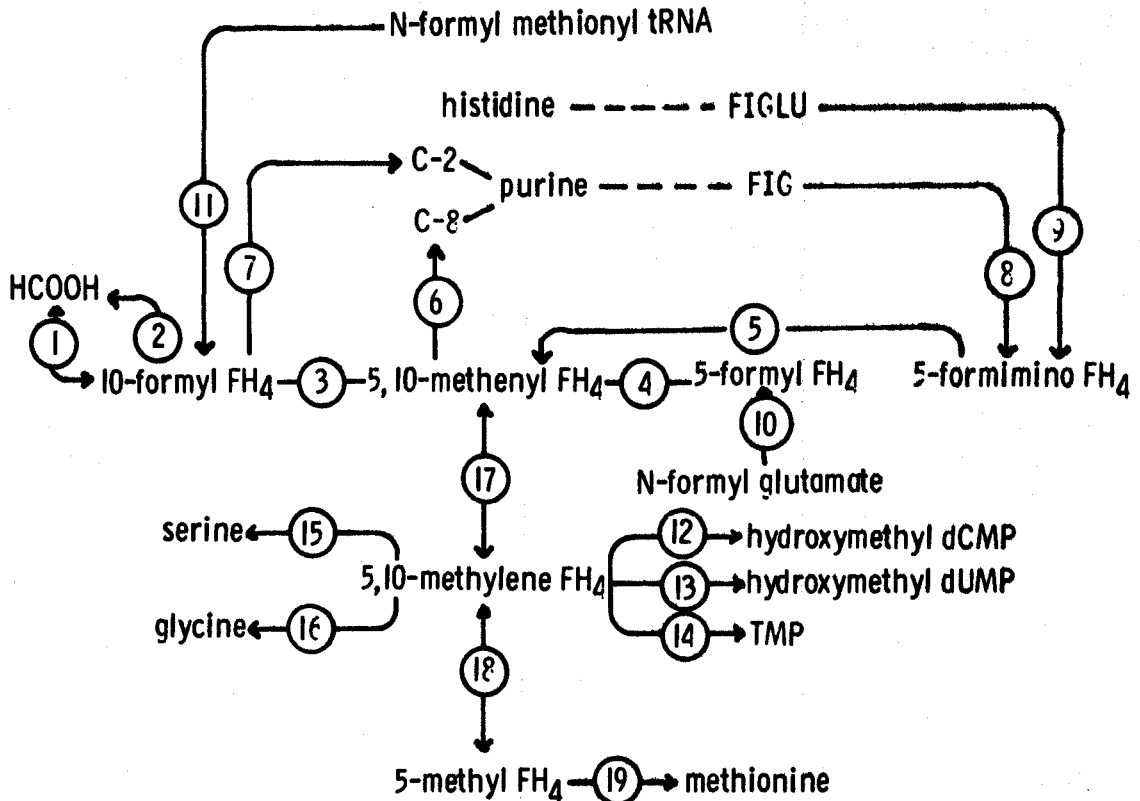 N-formyl methionyl tRNA
histidine FIGLU
C-2
purine FIG
11
C-8
9
7
8
HCOOH
6
1
2
5
10-formyl FH4 3 5,10-methenyl FH4 4 5-formyl FH4 5-formimino FH4
10
17
N-formyl glutamate
serine 15
12 hydroxymethyl dCMP
5,10-methylene FH4
13 hydroxymethyl dUMP
glycine 16
14 TMP
18
5-methyl FH4 19 methionine